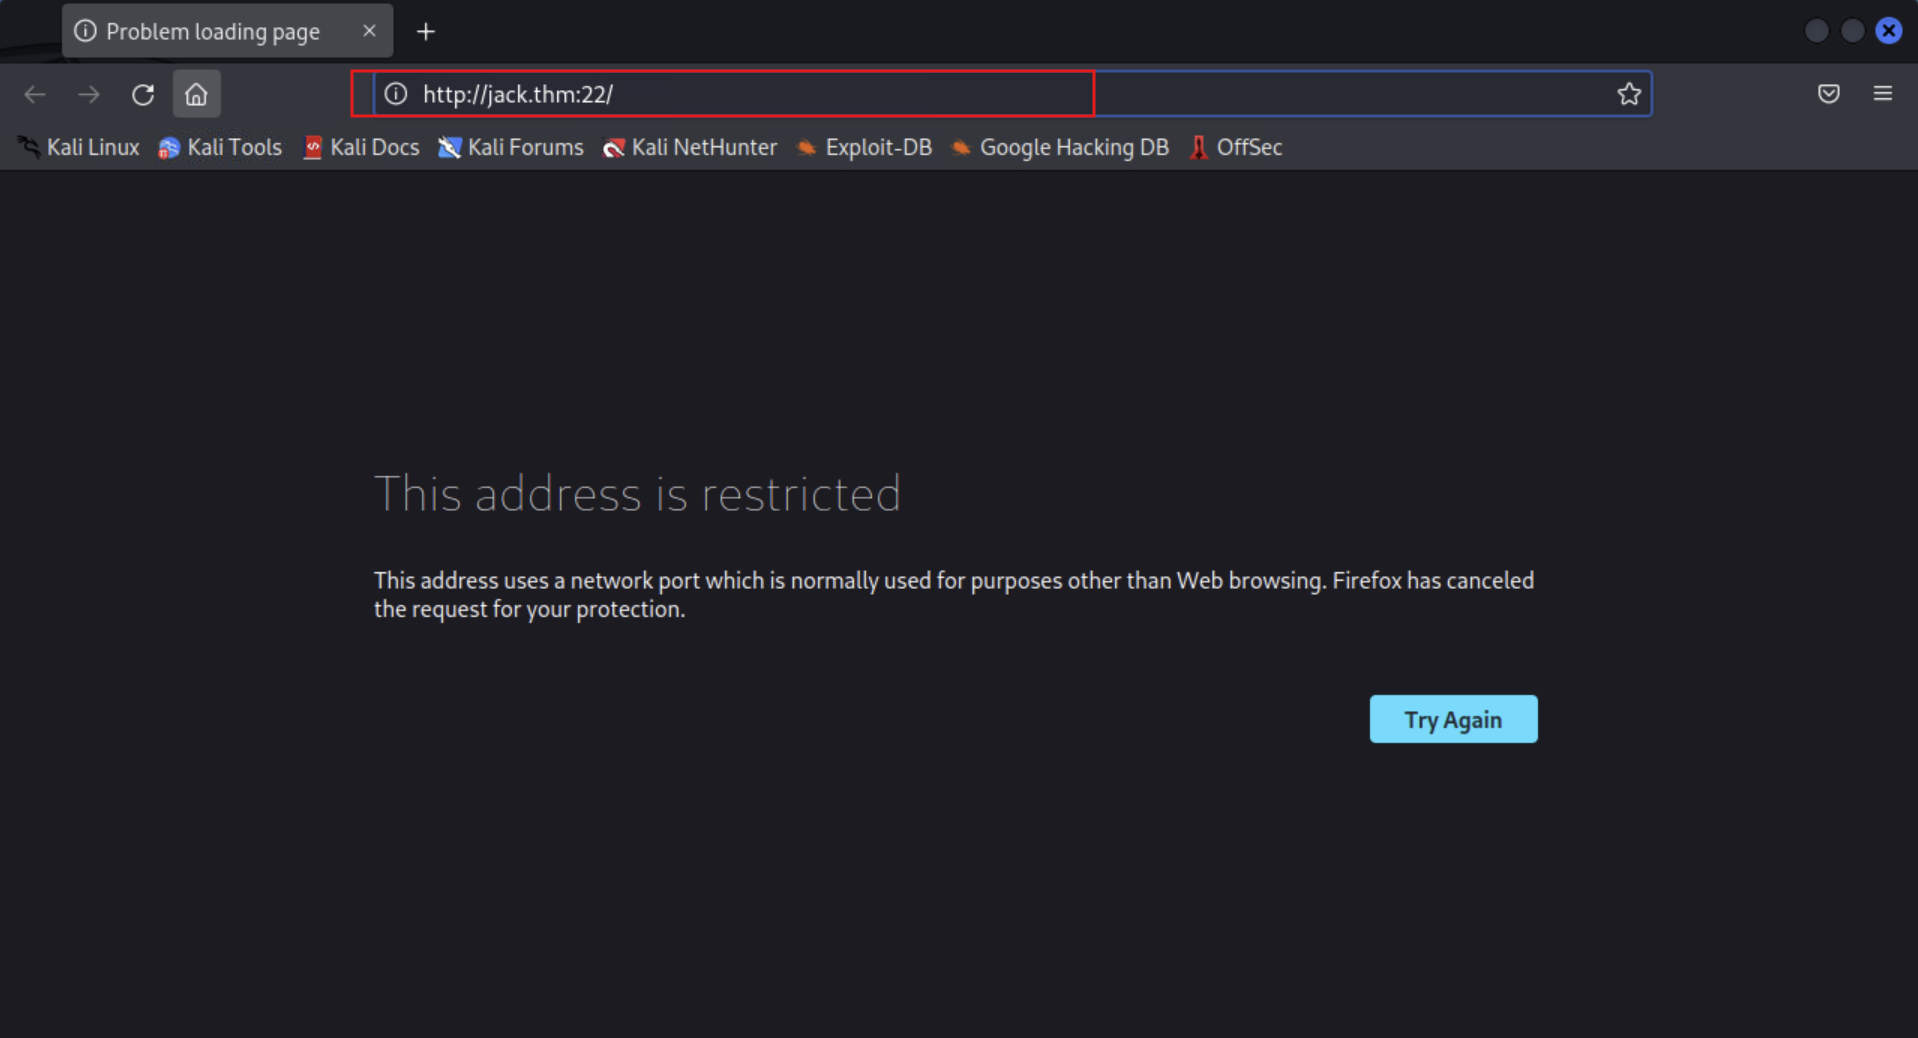 Problem loading page
http://jack.thm:22/
Kali Linux Kali Tools Kali Docs Kali Forums Kali NetHunter Exploit-DB Google Hacking DB OffSec
This address is restricted
This address uses a network port which is normally used for purposes other than Web browsing. Firefox has canceled
the request for your protection.
Try Again